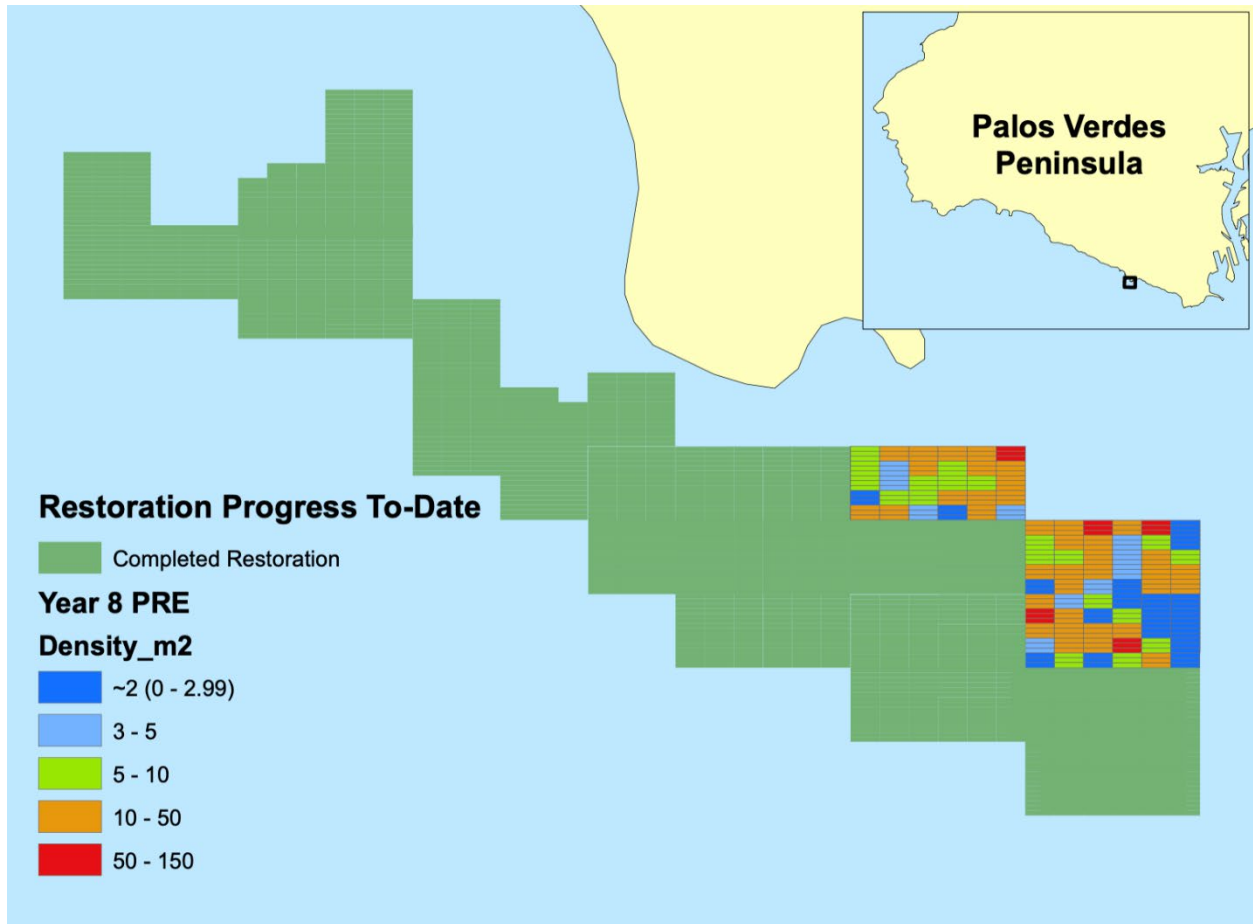 Palos Verdes
Peninsula
Restoration Progress To-Date
Completed Restoration
Year 8 PRE
Density_m2
~2 (0 - 2.99)
3 - 5
5 - 10
10 - 50
50 - 150